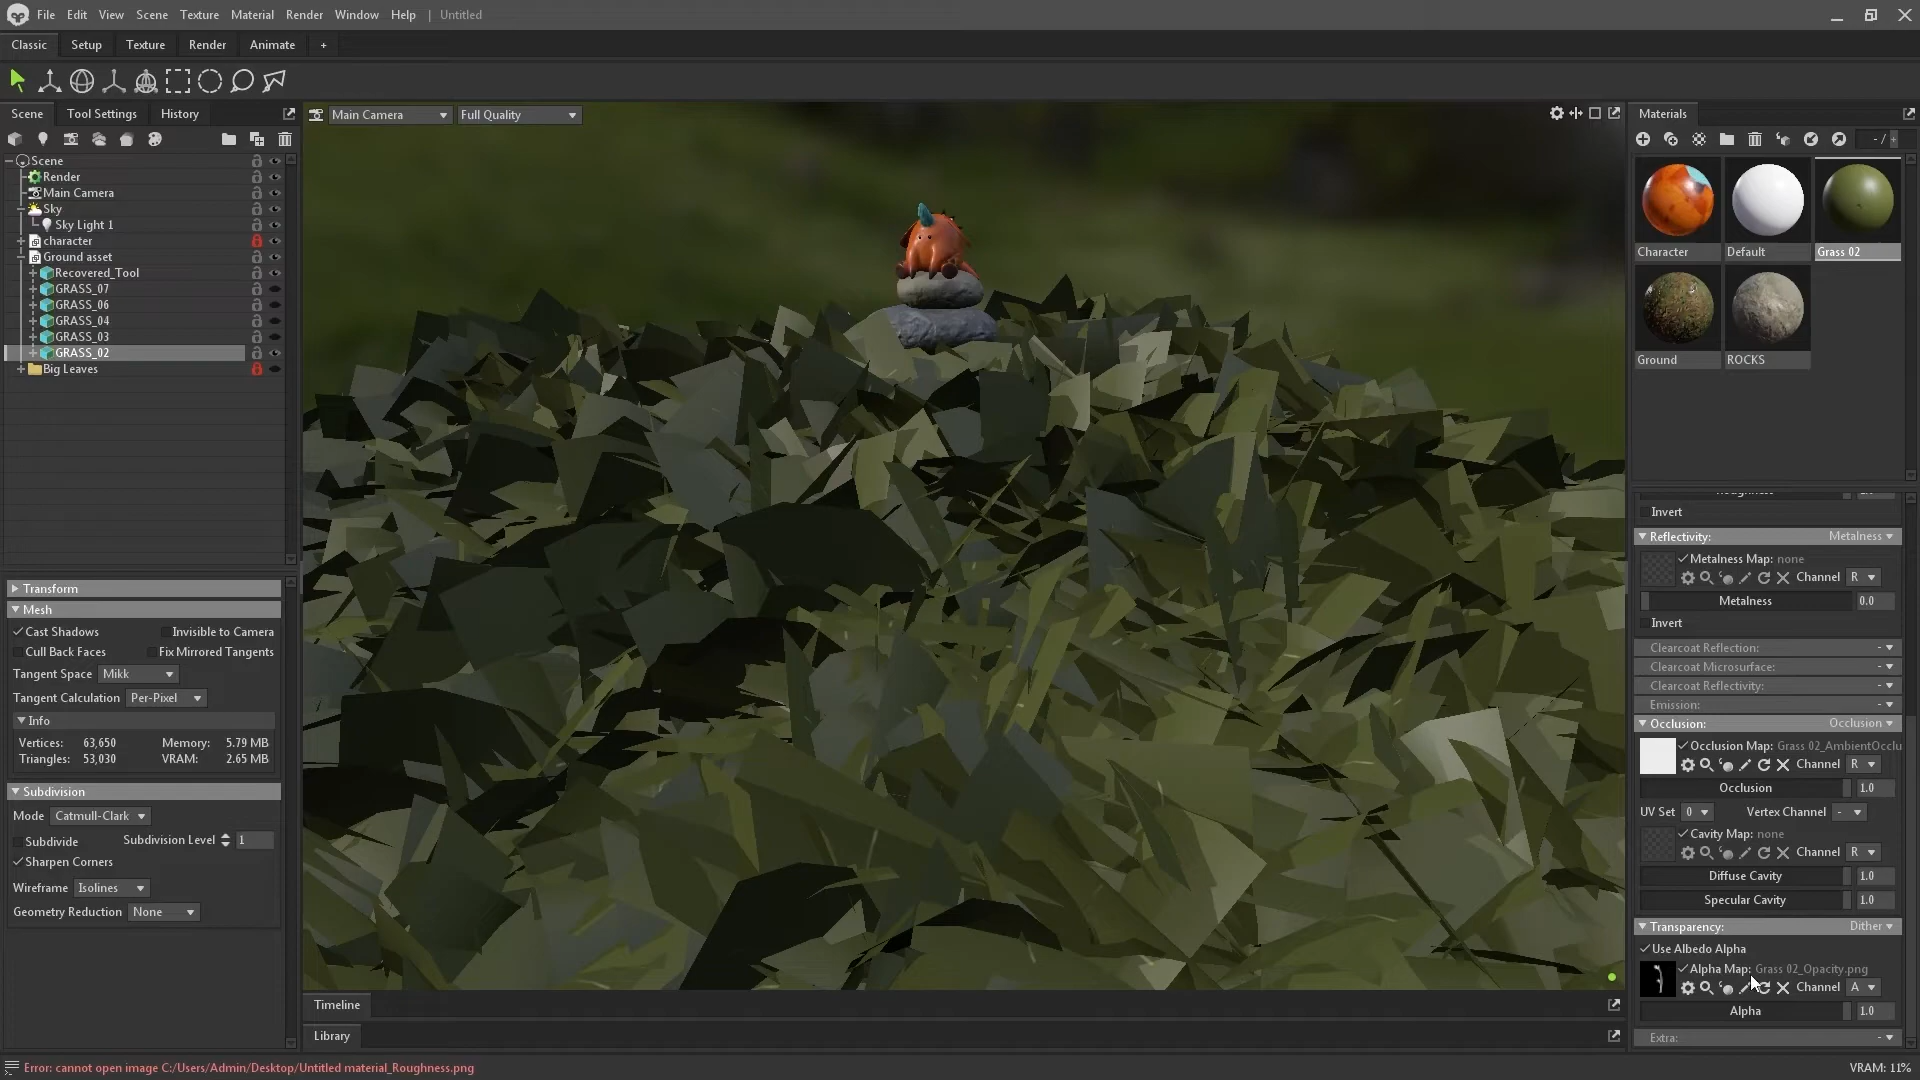 File Edit View Scene Texture Material Render Window Help | Untitled
Classic Setup Texture Render Animate +
Scene Tool Settings History
Main Camera Full Quality
Materials
- / +
Scene
Render
Main Camera
Sky
Sky Light 1
character
Ground asset
Recovered_Tool
GRASS_07
GRASS_06
GRASS_04
GRASS_03
GRASS_02
Big Leaves
Character Default Grass 02
Ground ROCKS
Transform
Mesh
Cast Shadows Invisible to Camera
Cull Back Faces Fix Mirrored Tangents
Tangent Space Mikk
Tangent Calculation Per-Pixel
Info
Vertices: 63,650 Memory: 5.79 MB
Triangles: 53,030 VRAM: 2.65 MB
Subdivision
Mode Catmull-Clark
Subdivide Subdivision Level 1
Sharpen Corners
Wireframe Isolines
Geometry Reduction None
Invert
Reflectivity: Metalness
Metalness Map: none
Channel R
Metalness 0.0
Invert
Clearcoat Reflection: -
Clearcoat Microsurface: -
Clearcoat Reflectivity: -
Emission: -
Occlusion: Occlusion
Occlusion Map: Grass 02_AmbientOcclu
Channel R
Occlusion 1.0
UV Set 0 Vertex Channel -
Cavity Map: none
Channel R
Diffuse Cavity 1.0
Specular Cavity 1.0
Transparency: Dither
Use Albedo Alpha
Alpha Map: Grass 02_Opacity.png
Channel A
Alpha 1.0
Extra: -
Timeline
Library
Error: cannot open image C:/Users/Admin/Desktop/Untitled material_Roughness.png
VRAM: 11%